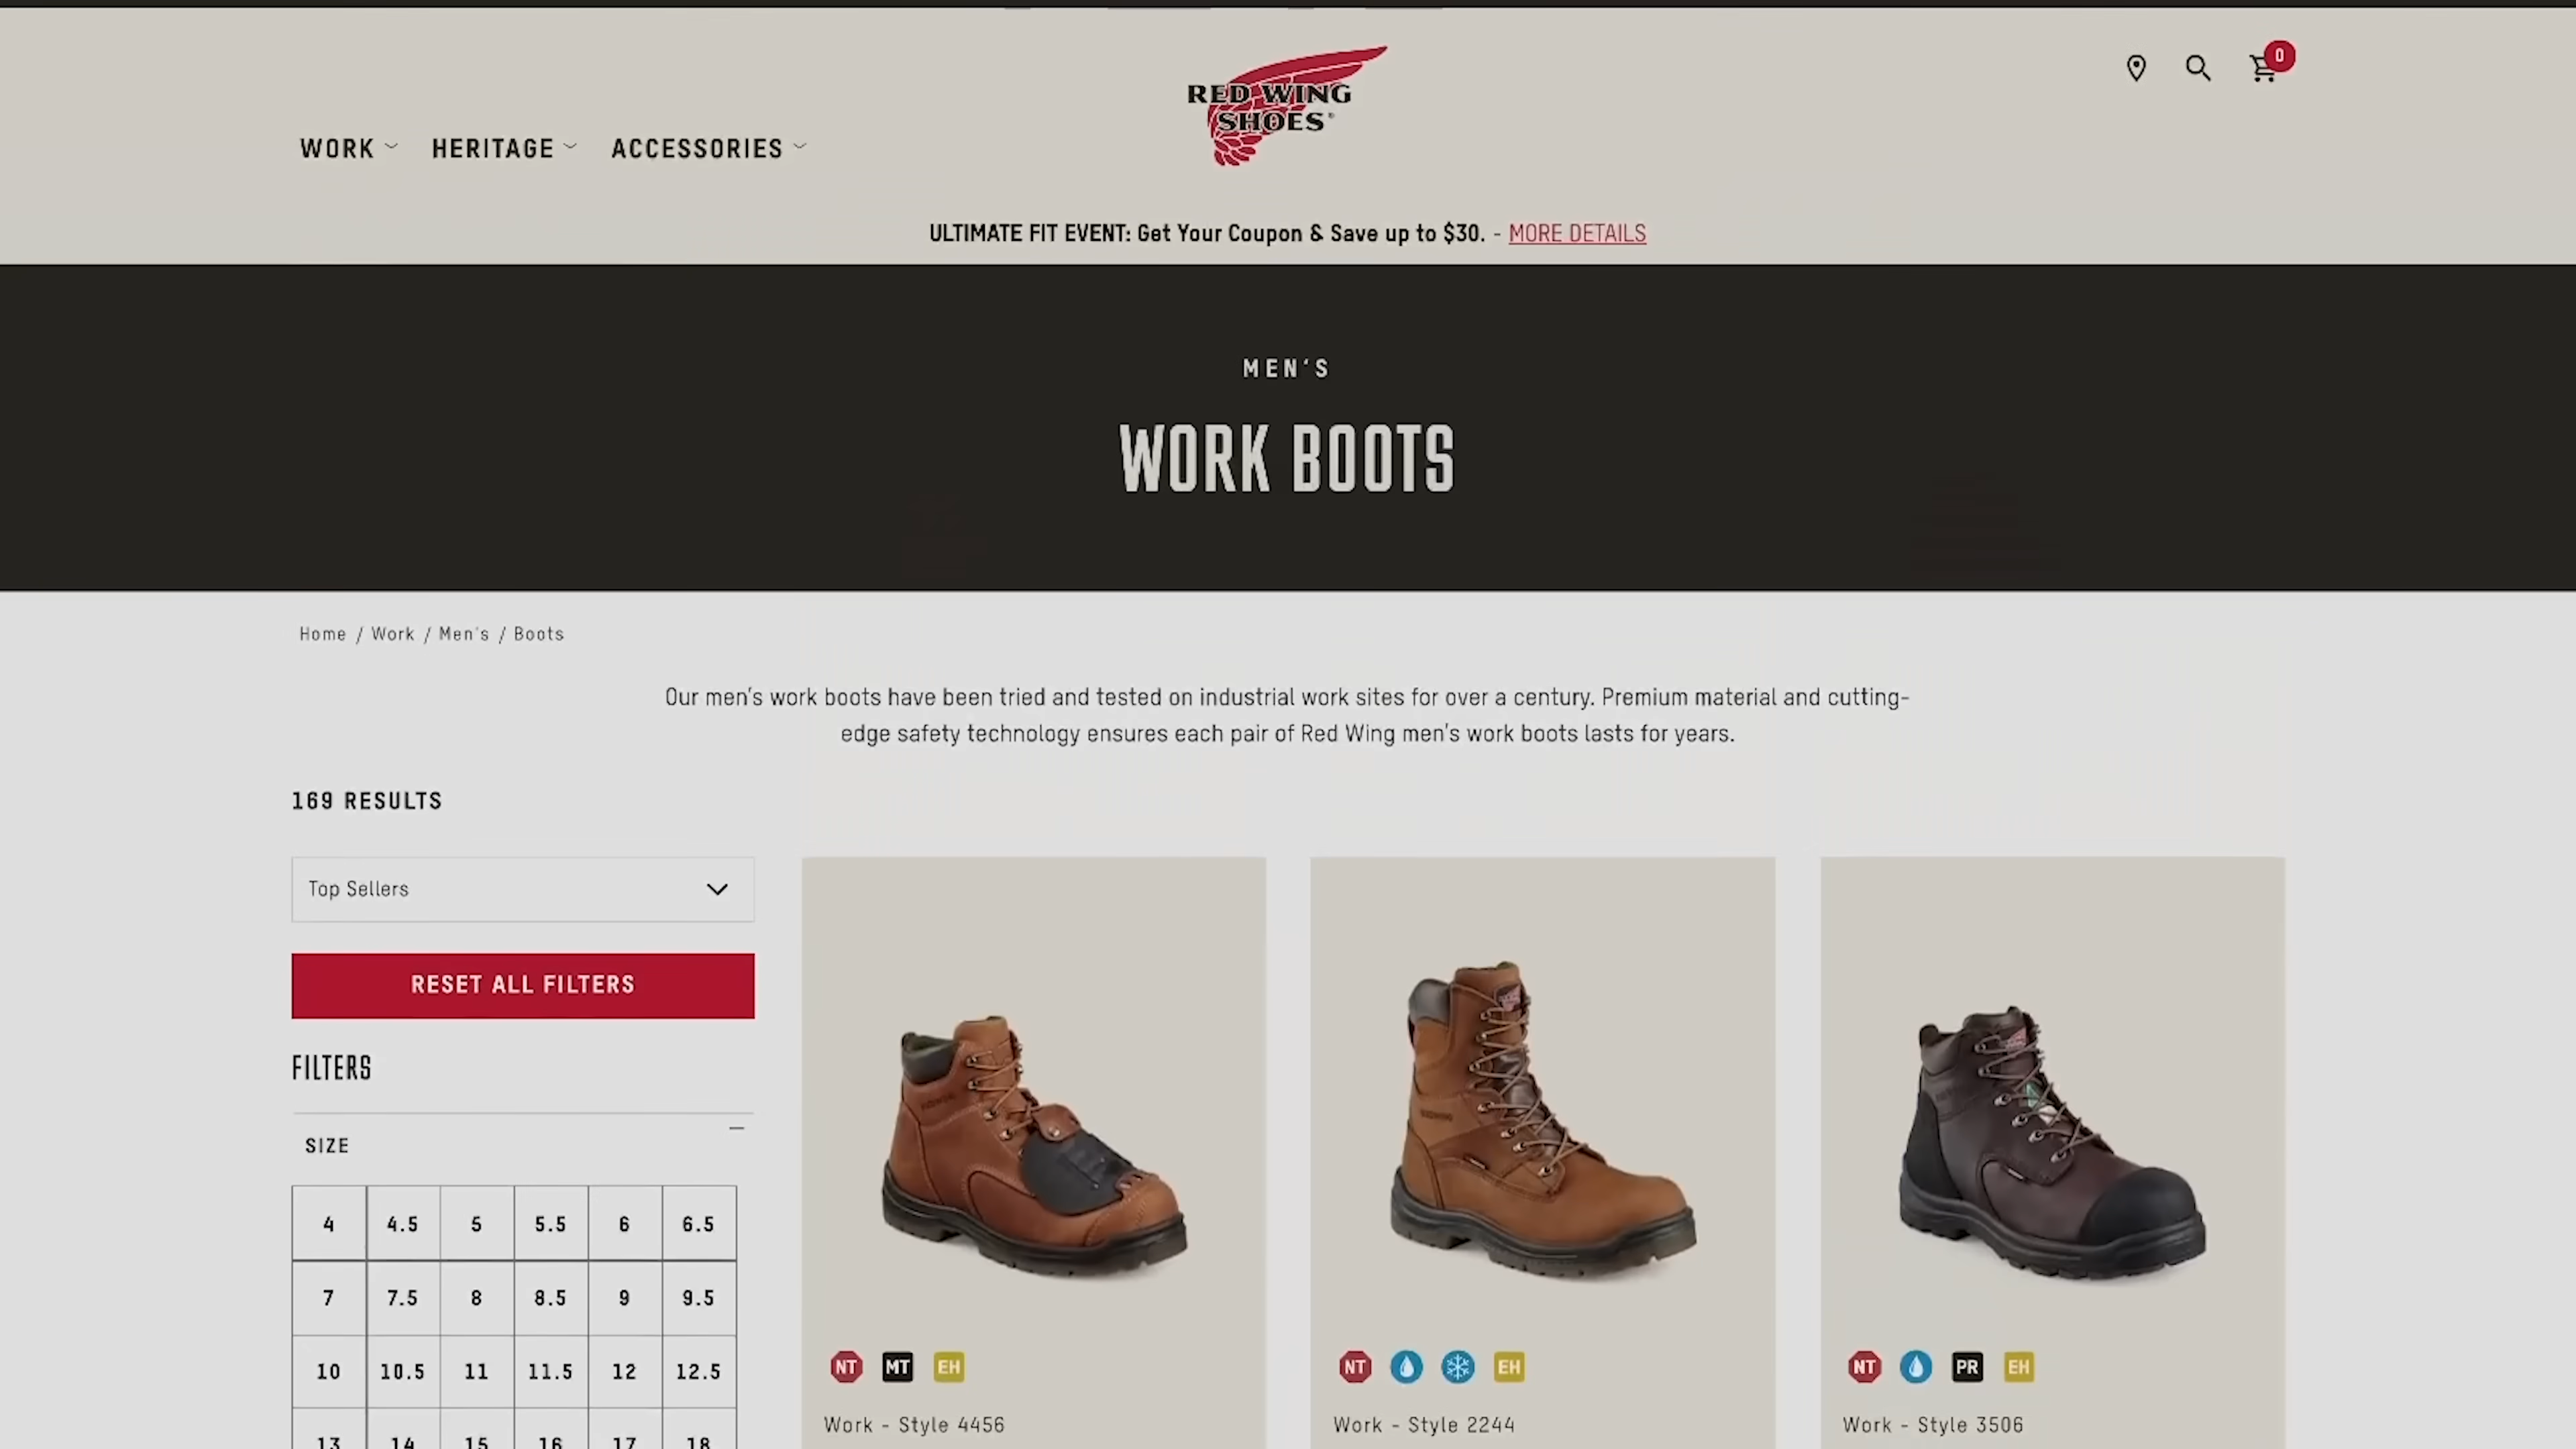 RED WING
SHOES®
0
WORK
HERITAGE
ACCESSORIES
ULTIMATE FIT EVENT: Get Your Coupon & Save up to $30. - MORE DETAILS
MEN'S
WORK BOOTS
Home / Work / Men's / Boots
Our men's work boots have been tried and tested on industrial work sites for over a century. Premium material and cutting-
edge safety technology ensures each pair of Red Wing men's work boots lasts for years.
169 RESULTS
Top Sellers
RESET ALL FILTERS
FILTERS
SIZE
4 4.5 5 5.5 6 6.5
7 7.5 8 8.5 9 9.5
10 10.5 11 11.5 12 12.5
13 14 15 16 17 18
NT MT EH
Work - Style 4456
NT EH
Work - Style 2244
NT PR EH
Work - Style 3506